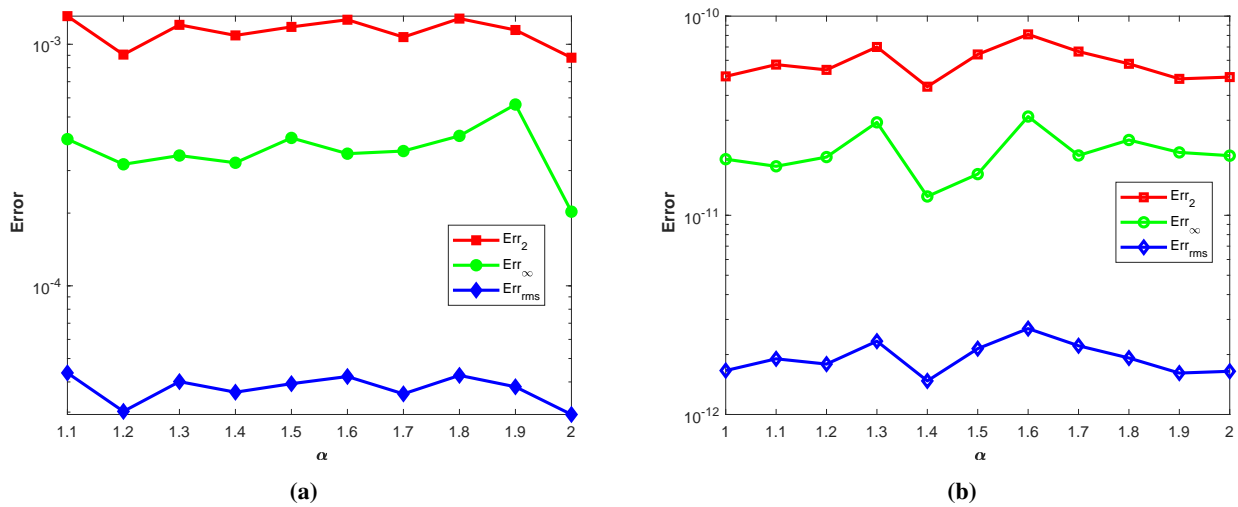 10^-3
10^-4
Error
1.1 1.2 1.3 1.4 1.5 1.6 1.7 1.8 1.9 2
α
Err_2
Err_∞
Err_rms
(a)
10^-10
10^-11
10^-12
Error
1 1.1 1.2 1.3 1.4 1.5 1.6 1.7 1.8 1.9 2
α
Err_2
Err_∞
Err_rms
(b)